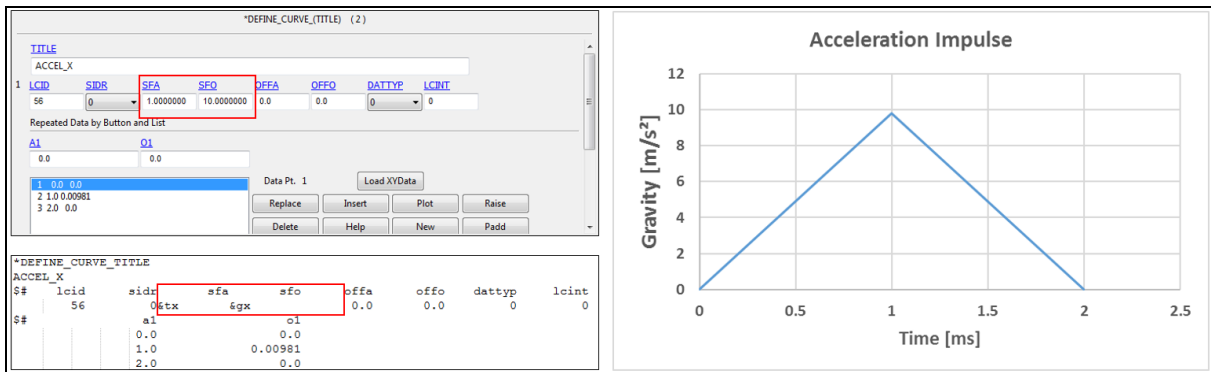 *DEFINE_CURVE_(TITLE) (2)
TITLE
ACCEL_X
1 LCID SIDR SFA SFO OFFA OFFO DATTYP LCINT
56 0 1.0000000 10.0000000 0.0 0.0 0 0
Repeated Data by Button and List
A1 O1
0.0 0.0
1 0.0 0.0
2 1.0 0.00981
3 2.0 0.0
Data Pt. 1 Load XYData
Replace Insert Plot Raise
Delete Help New Padd
*DEFINE_CURVE_TITLE
ACCEL_X
$# lcid sidr sfa sfo offa offo dattyp lcint
56 0&tx &gx 0.0 0.0 0 0
$# a1 o1
0.0 0.0
1.0 0.00981
2.0 0.0
Acceleration Impulse
Gravity [m/s²]
12
10
8
6
4
2
0
0 0.5 1 1.5 2 2.5
Time [ms]